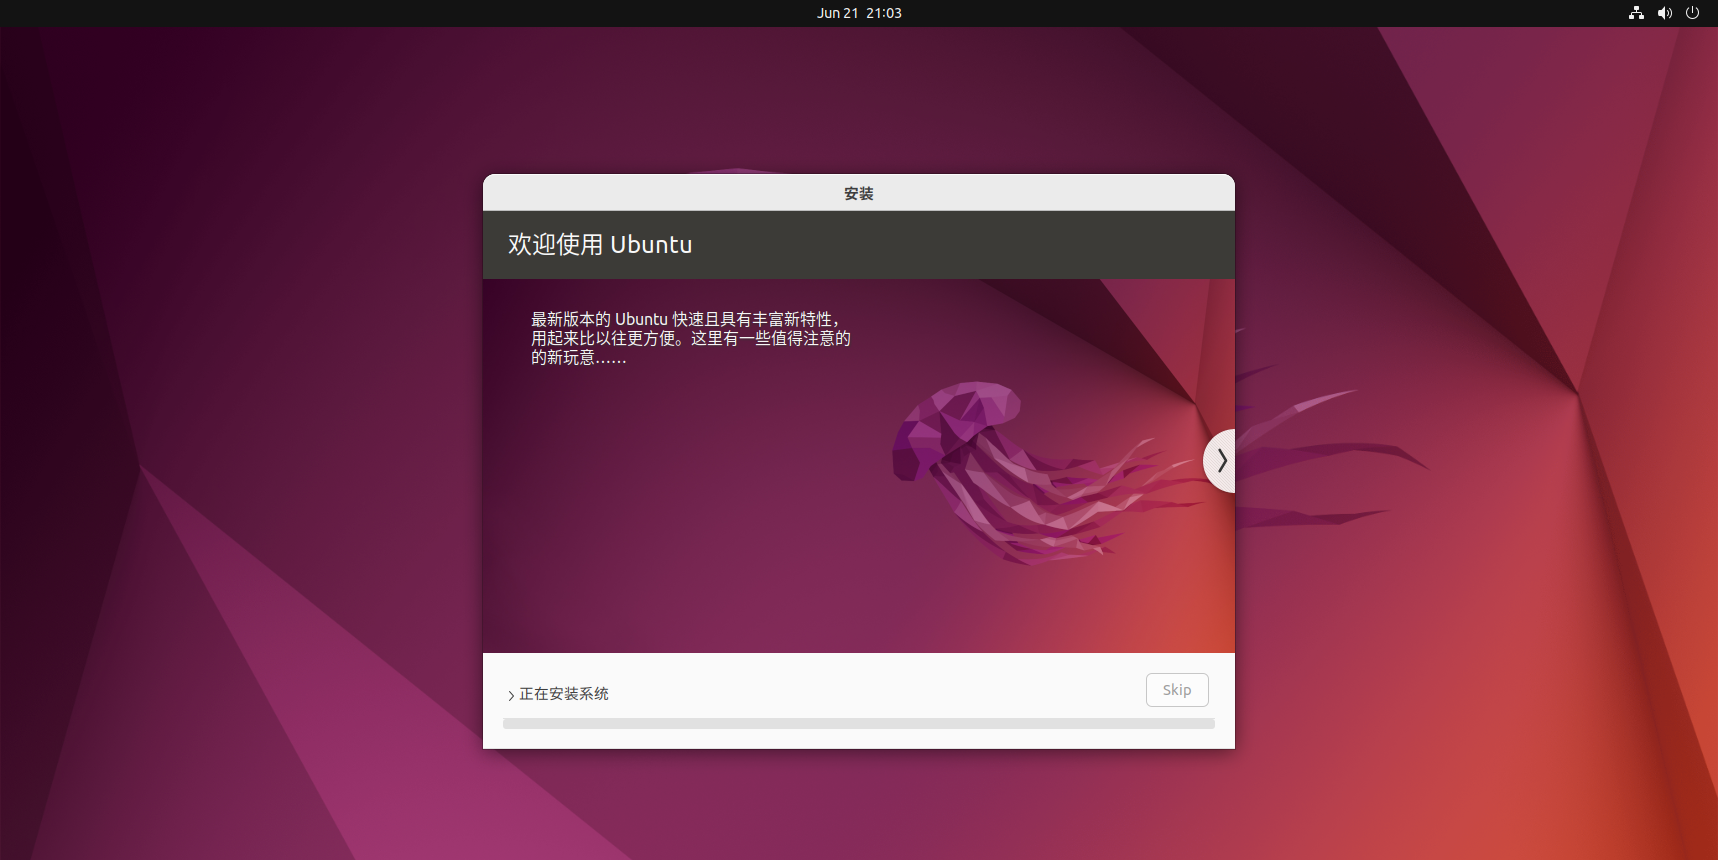 Jun 21 21:03
安装
欢迎使用 Ubuntu
最新版本的 Ubuntu 快速且具有丰富新特性，
用起来比以往更方便。这里有一些值得注意的
的新玩意……
正在安装系统
Skip